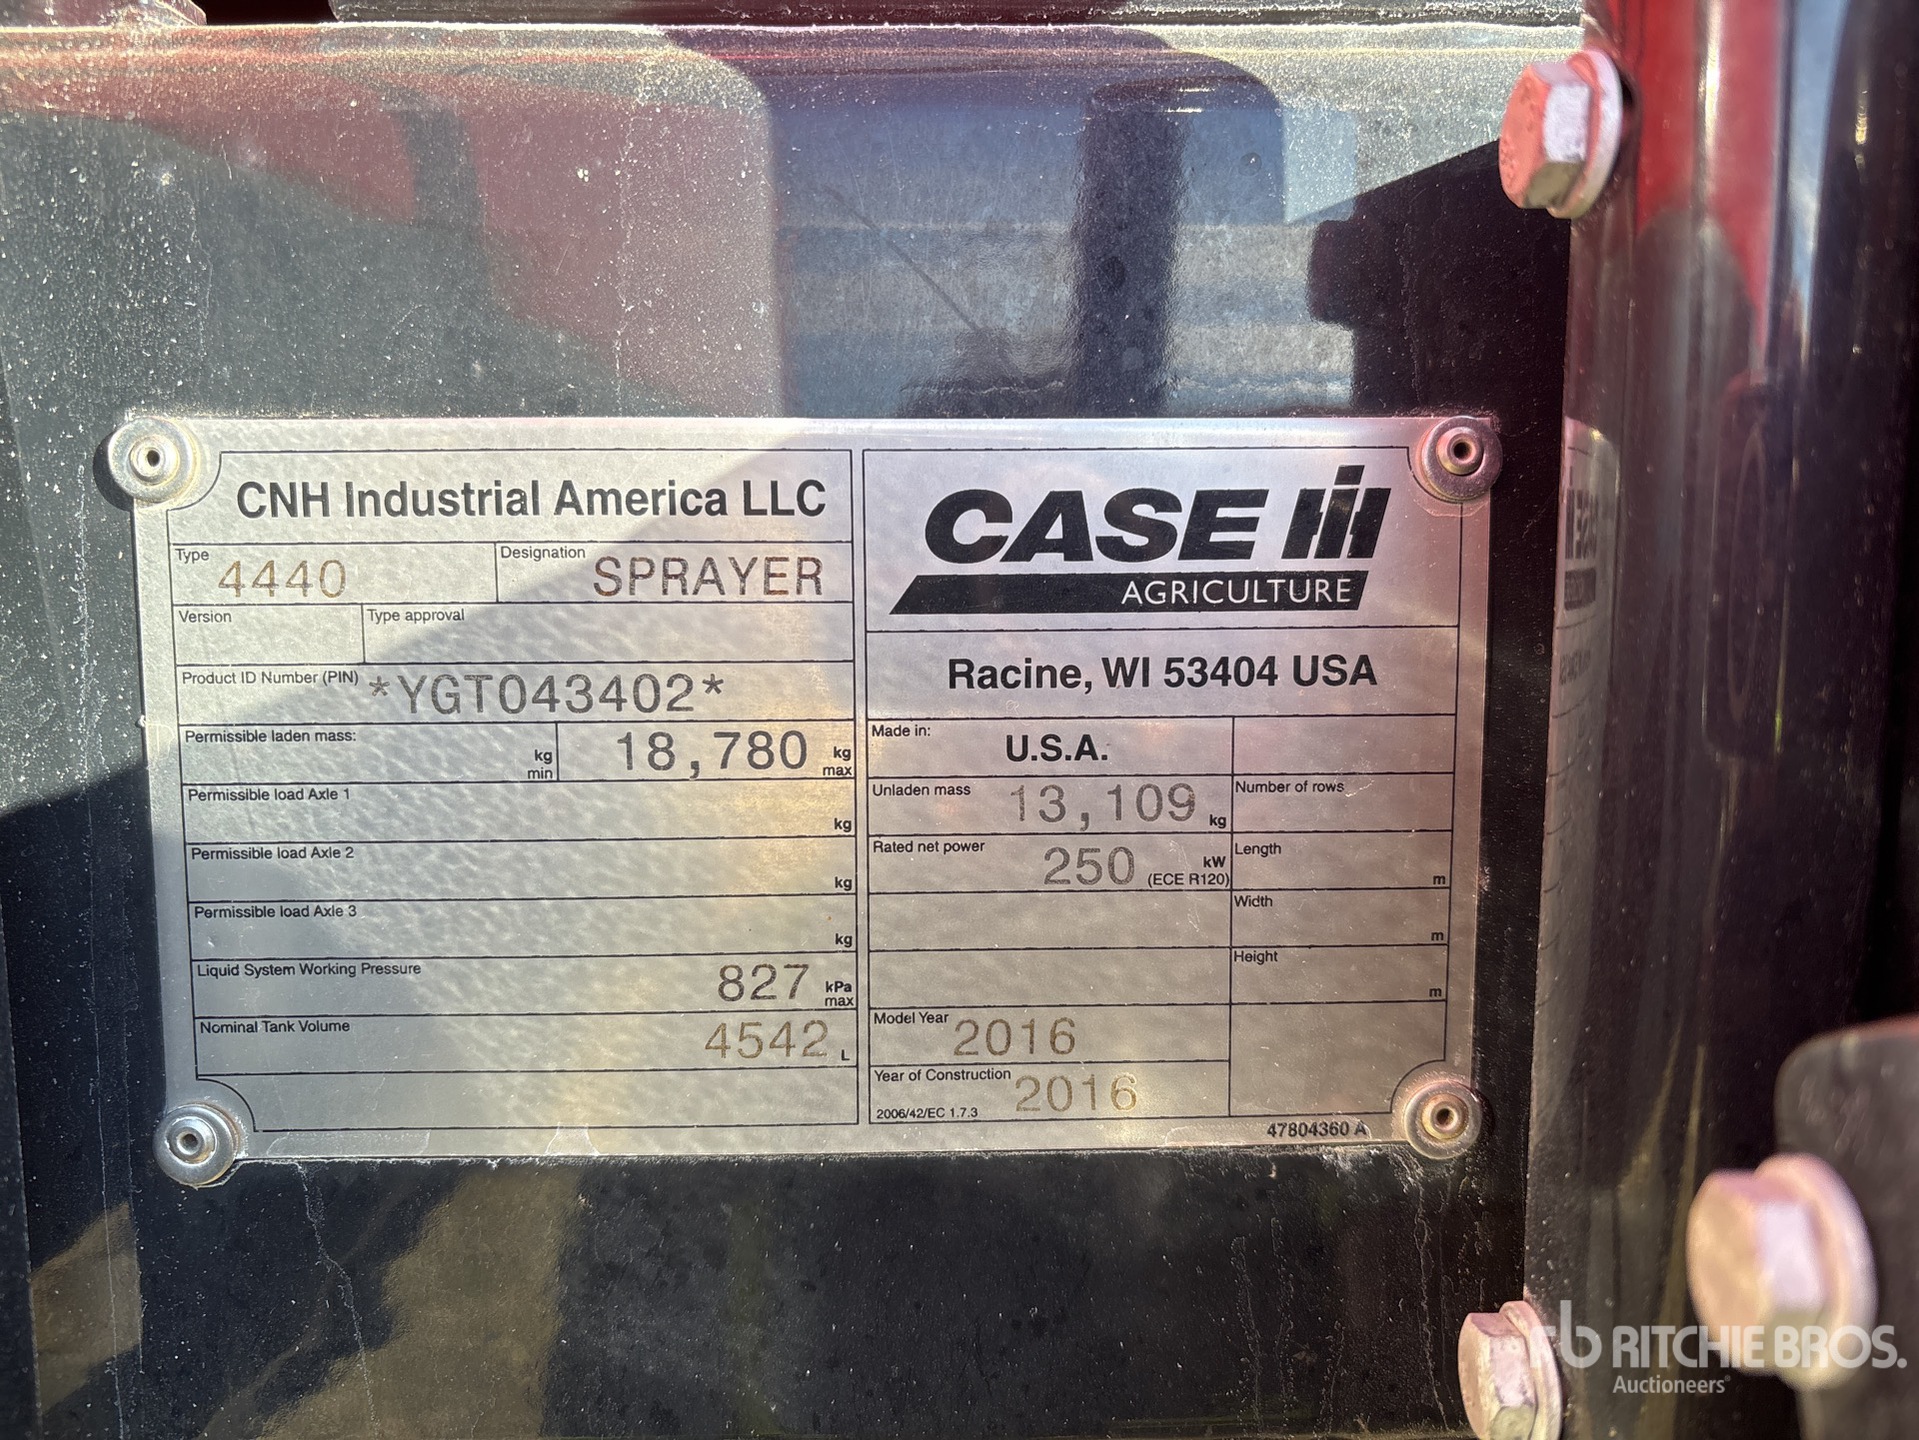 CNH Industrial America LLC
Type 4440 Designation SPRAYER
Version Type approval
Product ID Number (PIN) *YGT043402*
Permissible laden mass: kg min 18,780 kg max
Permissible load Axle 1 kg
Permissible load Axle 2 kg
Permissible load Axle 3 kg
Liquid System Working Pressure 827 kPa max
Nominal Tank Volume 4542 L
CASE IH
AGRICULTURE
Racine, WI 53404 USA
Made in: U.S.A.
Unladen mass 13,109 kg Number of rows
Rated net power 250 kW (ECE R120) Length m
Width m
Height m
Model Year 2016
Year of Construction 2016
2006/42/EC 1.7.3
47804360 A
rb RITCHIE BROS.
Auctioneers